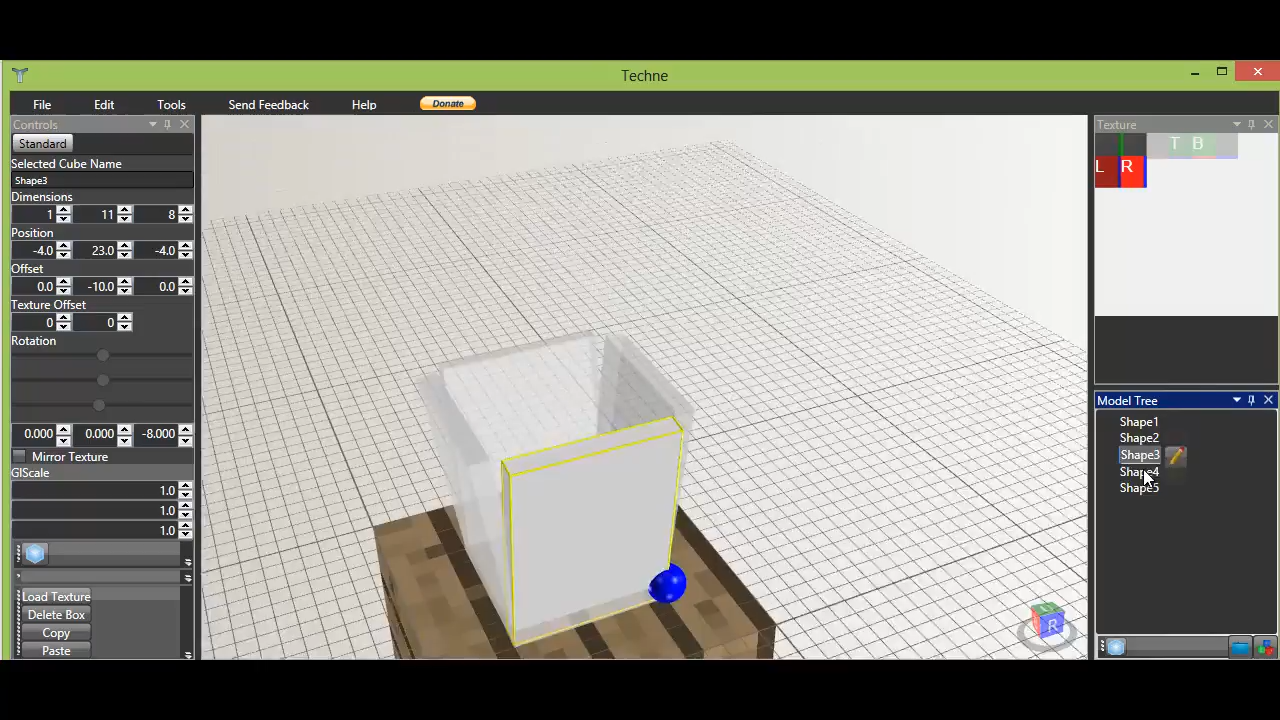 Techne
File Edit Tools Send Feedback Help Donate
Controls
Standard
Selected Cube Name
Shape3
Dimensions
1 11 8
Position
-4.0 23.0 -4.0
Offset
0.0 -10.0 0.0
Texture Offset
0 0
Rotation
0.000 0.000 -8.000
Mirror Texture
GlScale
1.0
1.0
1.0
Load Texture
Delete Box
Copy
Paste
R
Texture
T B
L R
Model Tree
Shape1
Shape2
Shape3
Shape4
Shape5